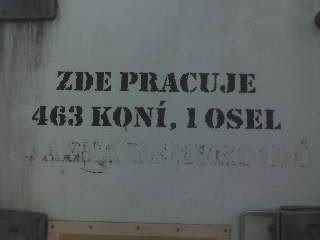 ZDE PRACUJE
463 KONÍ, 1 OSEL